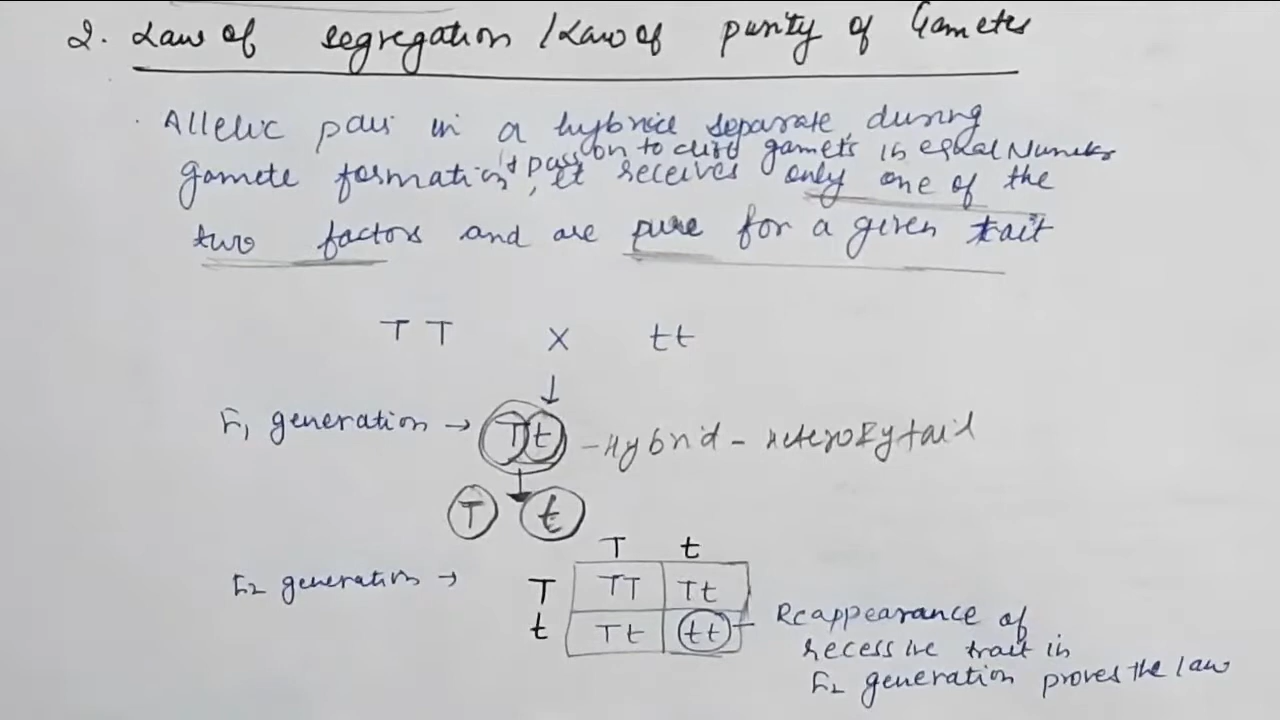 2. Law of segregation / Law of purity of Gametes
Allelic pair in a hybrid separate during
gamete formation & pass on to diff gamets in equal Number
, it receives only one of the
two factors and are pure for a given trait
TT X tt
F1 generation → Tt - Hybrid -
T t
T t
F2 generation → T TT Tt
t Tt tt - Reappearance of
recessive trait in
F2 generation proves the law